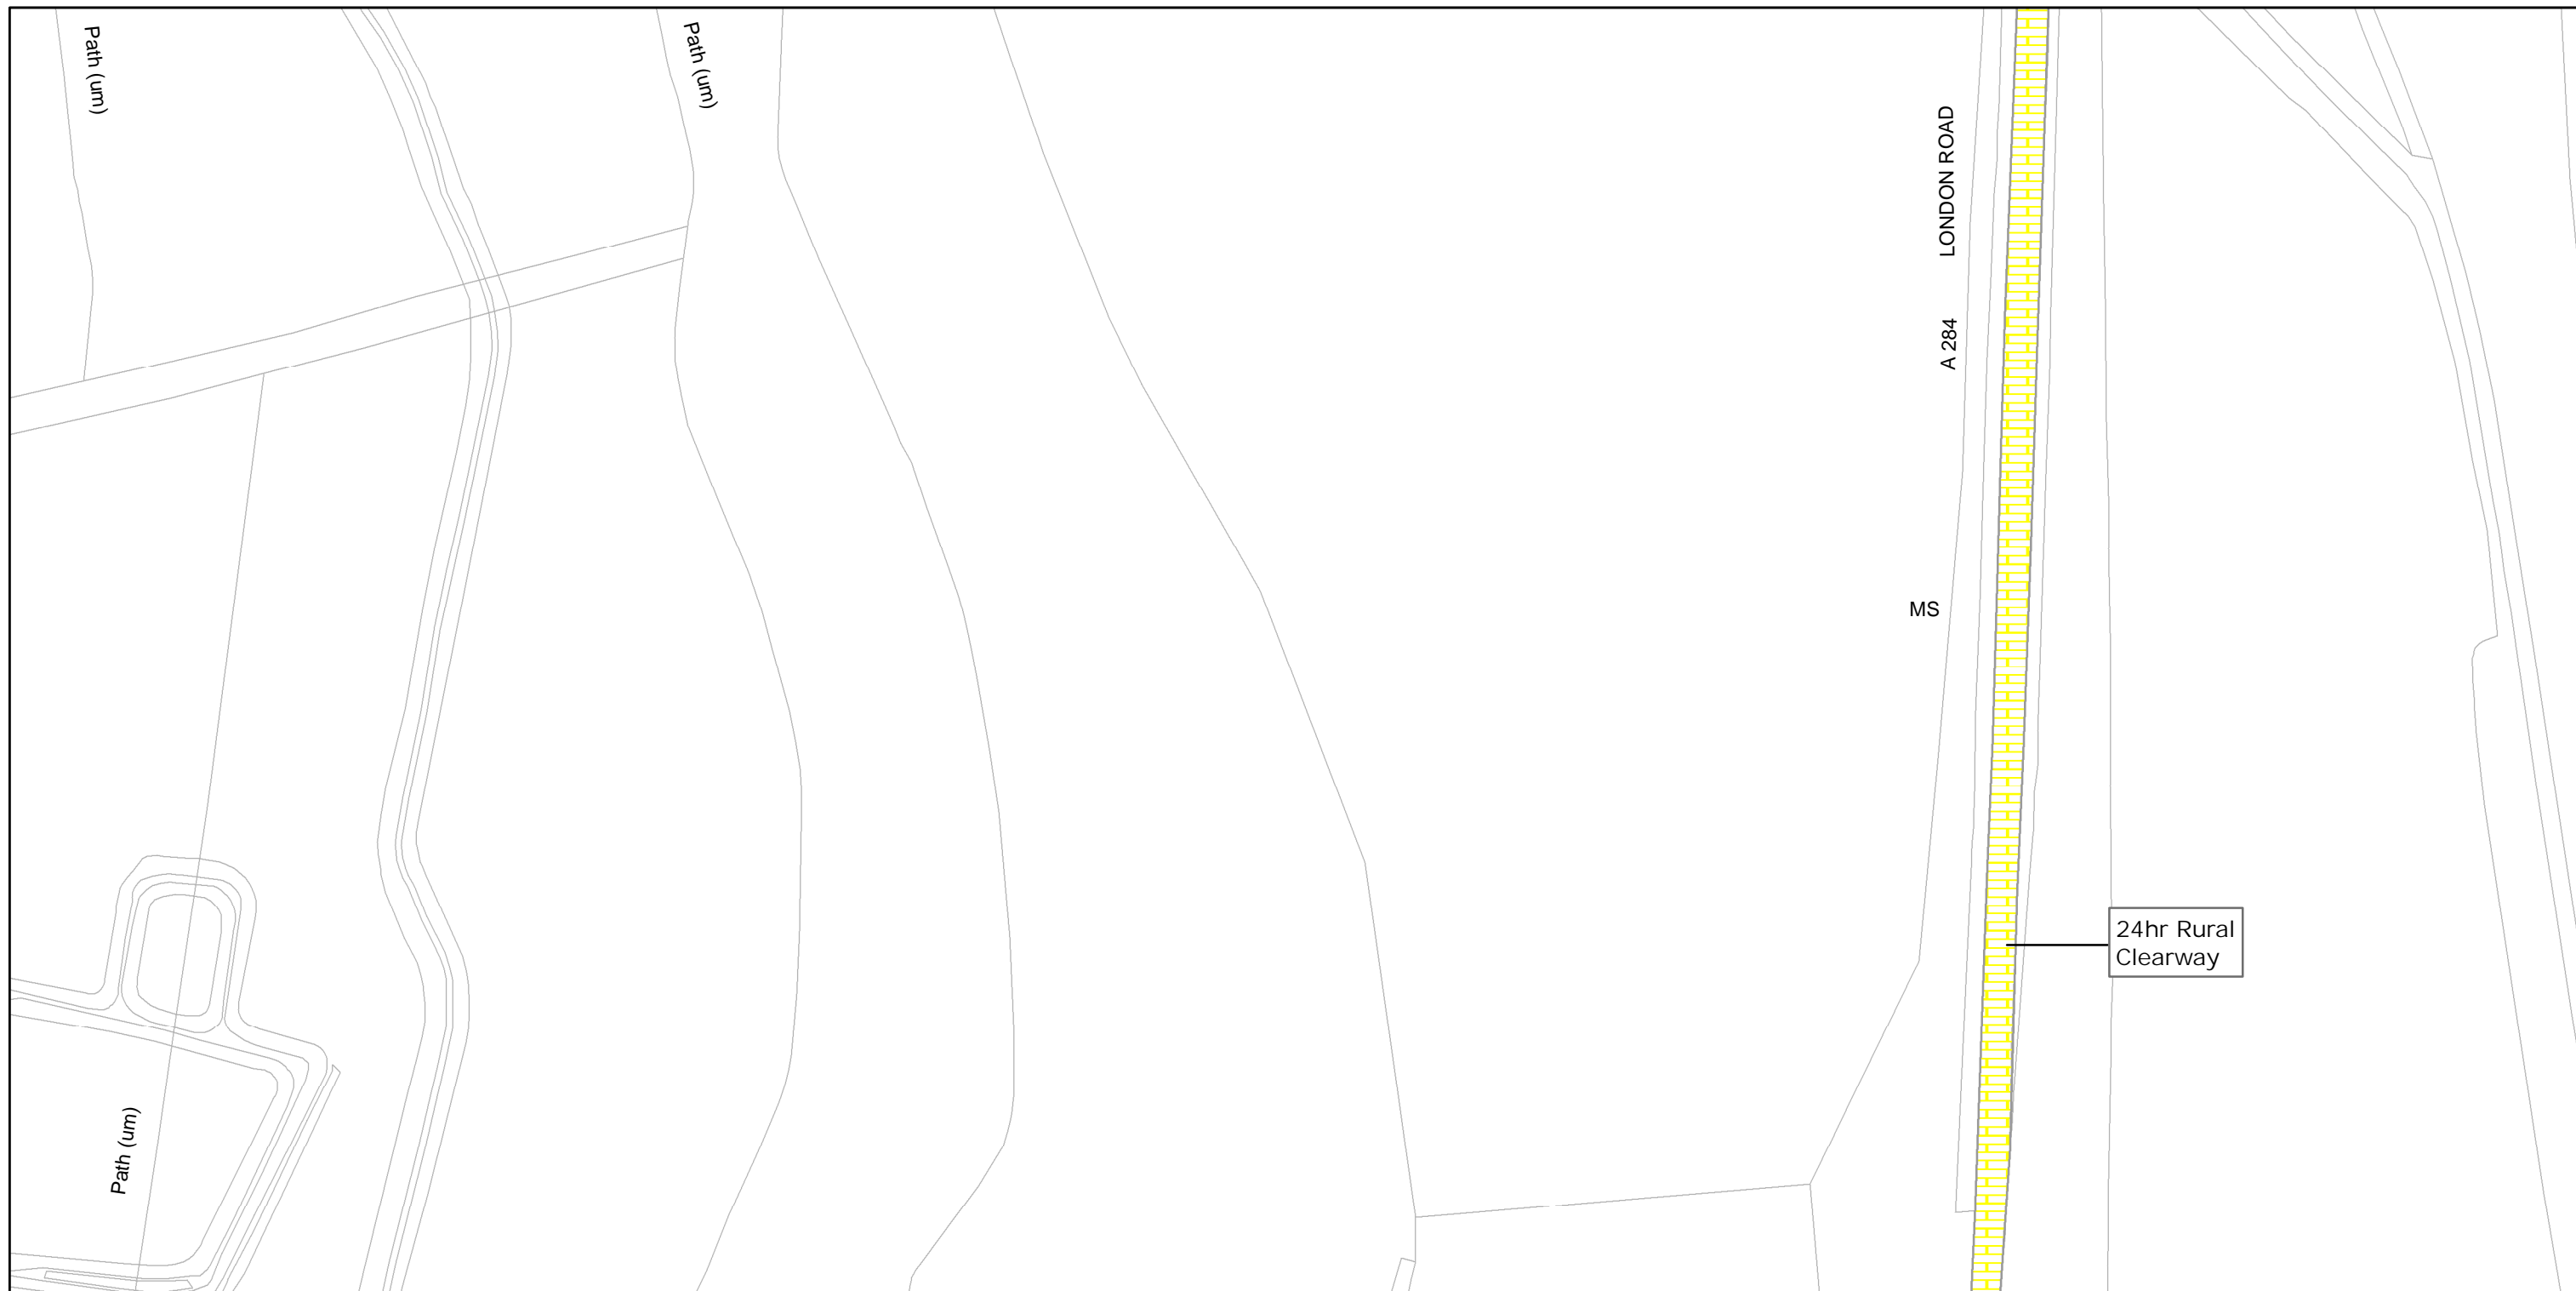 Path (um)
Path (um)
LONDON ROAD
A 284
MS
24hr Rural
Clearway
Path (um)